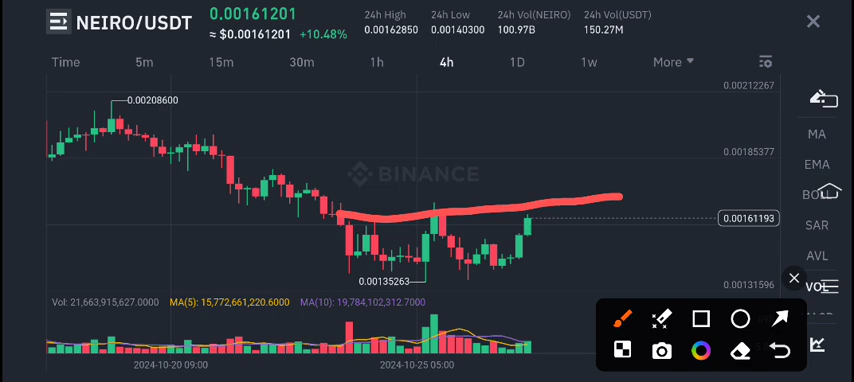 NEIRO/USDT
0.00161201
≈ $0.00161201 +10.48%
24h High
0.00162850
24h Low
0.00140300
24h Vol(NEIRO)
100.97B
24h Vol(USDT)
150.27M
Time 5m 15m 30m 1h 4h 1D 1w More
0.00212267
0.00208600
0.00185377
BINANCE
0.00161193
0.00135263
0.00131596
Vol: 21,663,915,627.0000 MA(5): 15,772,661,220.6000 MA(10): 19,784,102,312.7000
2024-10-20 09:00 2024-10-25 05:00
MA
EMA
BOLL
SAR
AVL
VOL